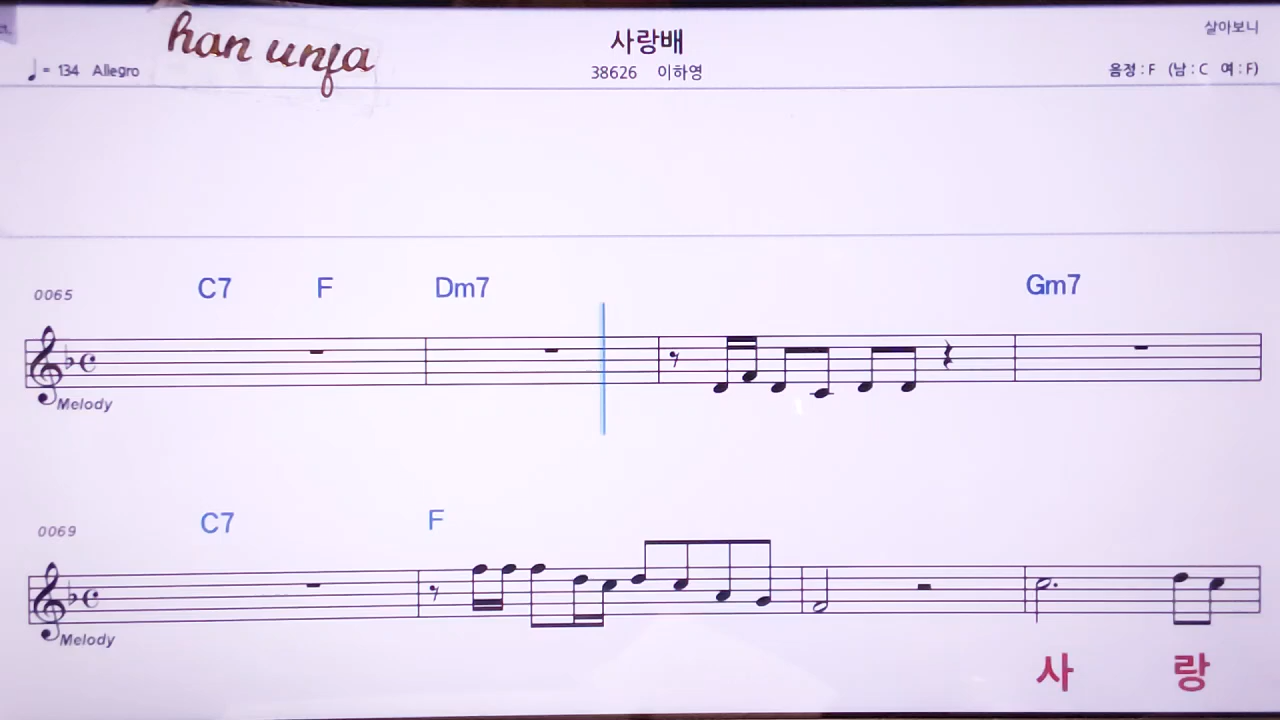 han unfa
사랑배
살아보니
♩= 134 Allegro
38626 이하영
음정 : F (남 : C 여 : F)
0065 C7 F Dm7 Gm7
Melody
0069 C7 F
Melody
사 랑